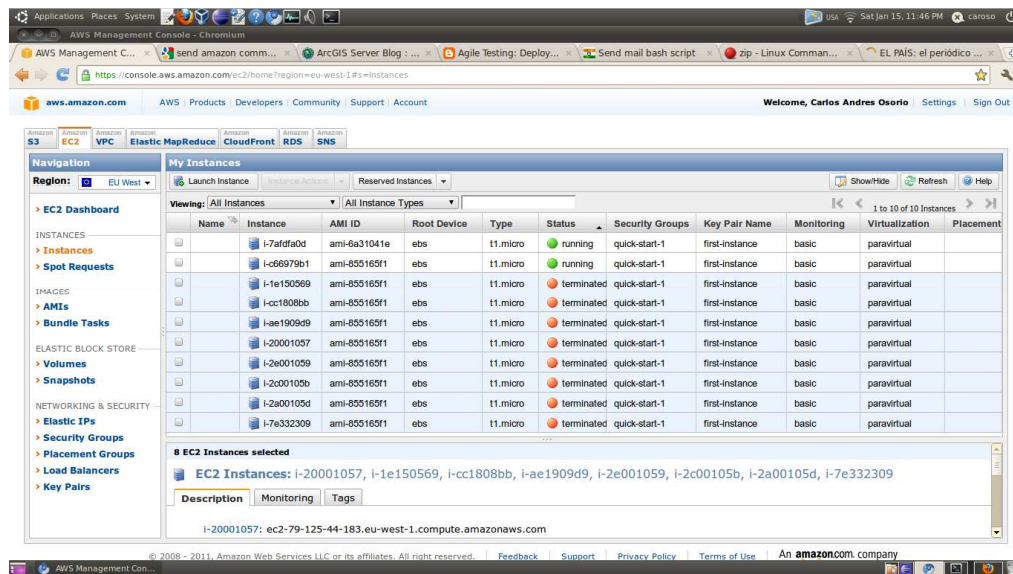 Applications Places System USA Sat Jan 15, 11:46 PM caroso
AWS Management Console - Chromium
AWS Management C... send amazon comm... ArcGIS Server Blog : ... Agile Testing: Deploy... Send mail bash script zip - Linux Comman... EL PAÍS: el periódico ...
https://console.aws.amazon.com/ec2/home?region=eu-west-1#s=Instances
aws.amazon.com AWS | Products | Developers | Community | Support | Account Welcome, Carlos Andres Osorio | Settings | Sign Out
Amazon S3 Amazon EC2 Amazon VPC Amazon Elastic MapReduce Amazon CloudFront Amazon RDS Amazon SNS
Navigation
Region: EU West
> EC2 Dashboard
INSTANCES
> Instances
> Spot Requests
IMAGES
> AMIs
> Bundle Tasks
ELASTIC BLOCK STORE
> Volumes
> Snapshots
NETWORKING & SECURITY
> Elastic IPs
> Security Groups
> Placement Groups
> Load Balancers
> Key Pairs
My Instances
Launch Instance Instance Actions Reserved Instances Show/Hide Refresh Help
Viewing: All Instances All Instance Types 1 to 10 of 10 Instances
Name Instance AMI ID Root Device Type Status Security Groups Key Pair Name Monitoring Virtualization Placement
i-7afdfa0d ami-6a31041e ebs t1.micro running quick-start-1 first-instance basic paravirtual
i-c66979b1 ami-855165f1 ebs t1.micro running quick-start-1 first-instance basic paravirtual
i-1e150569 ami-855165f1 ebs t1.micro terminated quick-start-1 first-instance basic paravirtual
i-cc1808bb ami-855165f1 ebs t1.micro terminated quick-start-1 first-instance basic paravirtual
i-ae1909d9 ami-855165f1 ebs t1.micro terminated quick-start-1 first-instance basic paravirtual
i-20001057 ami-855165f1 ebs t1.micro terminated quick-start-1 first-instance basic paravirtual
i-2e001059 ami-855165f1 ebs t1.micro terminated quick-start-1 first-instance basic paravirtual
i-2c00105b ami-855165f1 ebs t1.micro terminated quick-start-1 first-instance basic paravirtual
i-2a00105d ami-855165f1 ebs t1.micro terminated quick-start-1 first-instance basic paravirtual
i-7e332309 ami-855165f1 ebs t1.micro terminated quick-start-1 first-instance basic paravirtual
8 EC2 Instances selected
EC2 Instances: i-20001057, i-1e150569, i-cc1808bb, i-ae1909d9, i-2e001059, i-2c00105b, i-2a00105d, i-7e332309
Description Monitoring Tags
i-20001057: ec2-79-125-44-183.eu-west-1.compute.amazonaws.com
© 2008 - 2011, Amazon Web Services LLC or its affiliates. All right reserved. | Feedback | Support | Privacy Policy | Terms of Use | An amazon.com. company
AWS Management Con...